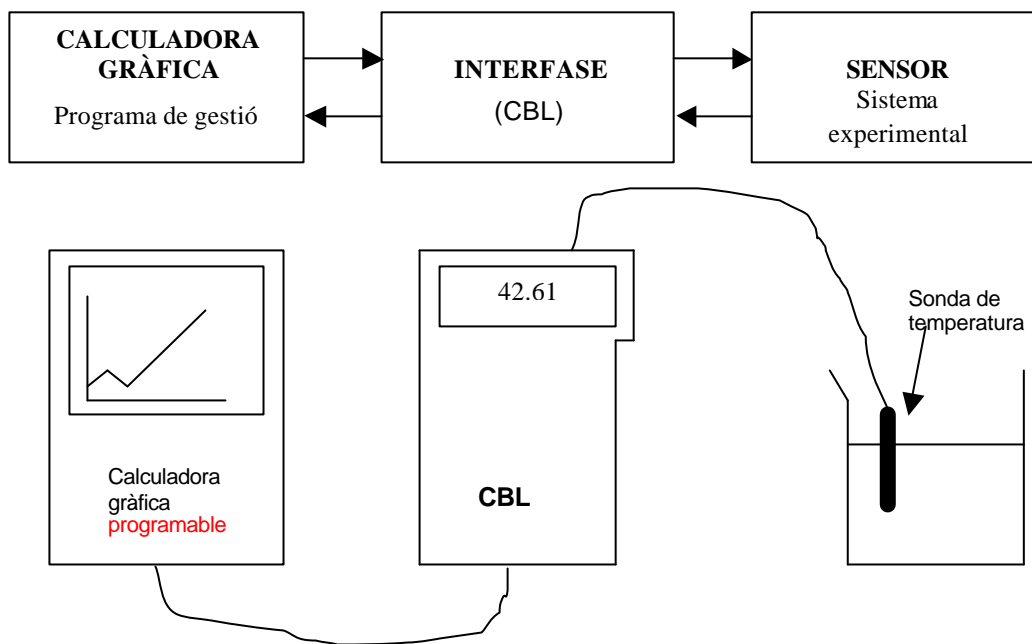 CALCULADORA
GRÀFICA
Programa de gestió
INTERFASE
(CBL)
SENSOR
Sistema
experimental
42.61
Sonda de
temperatura
Calculadora
gràfica
programable
CBL